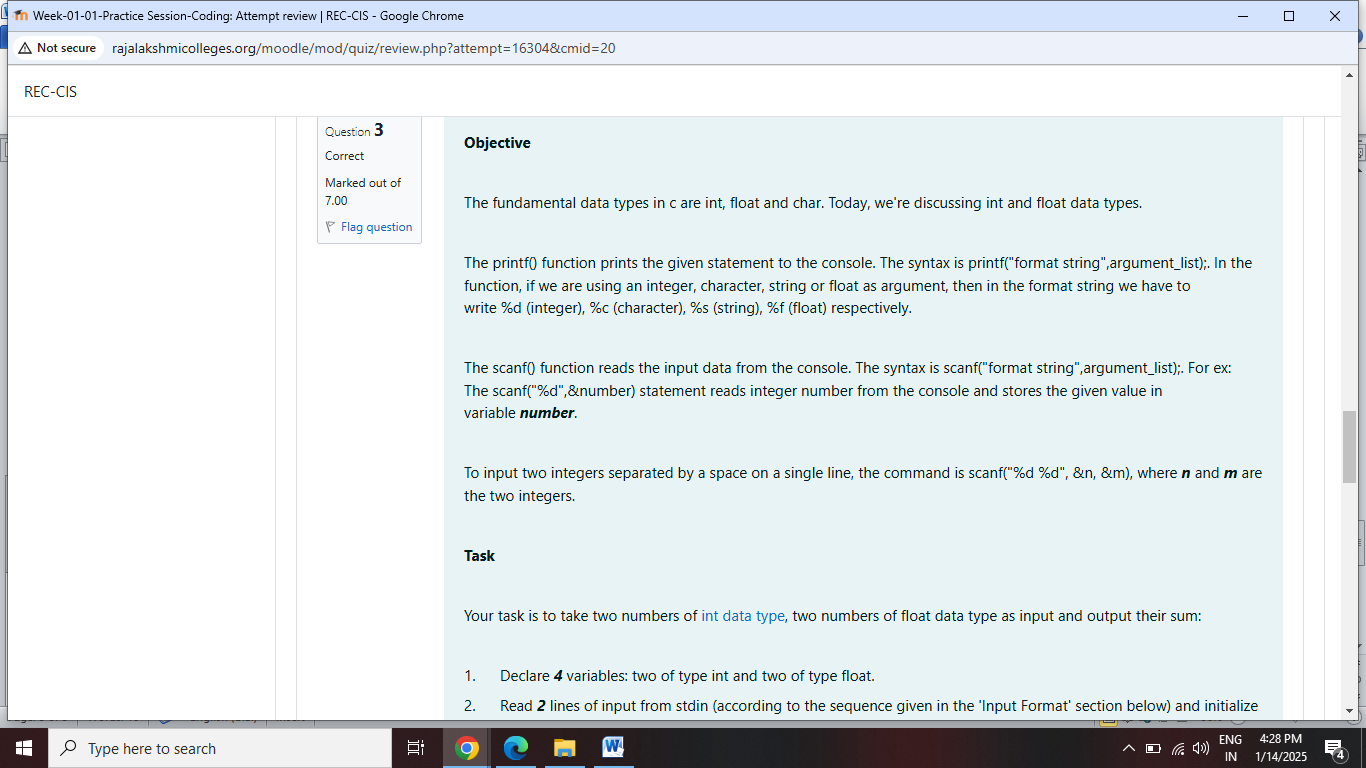 Week-01-01-Practice Session-Coding: Attempt review | REC-CIS - Google Chrome
Not secure rajalakshmicolleges.org/moodle/mod/quiz/review.php?attempt=16304&cmid=20
REC-CIS
Question 3
Correct
Marked out of
7.00
Flag question
Objective
The fundamental data types in c are int, float and char. Today, we're discussing int and float data types.
The printf() function prints the given statement to the console. The syntax is printf("format string",argument_list);. In the
function, if we are using an integer, character, string or float as argument, then in the format string we have to
write %d (integer), %c (character), %s (string), %f (float) respectively.
The scanf() function reads the input data from the console. The syntax is scanf("format string",argument_list);. For ex:
The scanf("%d",&number) statement reads integer number from the console and stores the given value in
variable number.
To input two integers separated by a space on a single line, the command is scanf("%d %d", &n, &m), where n and m are
the two integers.
Task
Your task is to take two numbers of int data type, two numbers of float data type as input and output their sum:
1. Declare 4 variables: two of type int and two of type float.
2. Read 2 lines of input from stdin (according to the sequence given in the 'Input Format' section below) and initialize
Type here to search
ENG
IN
4:28 PM
1/14/2025
4